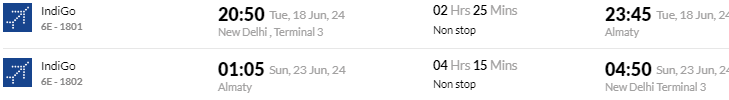 IndiGo 20:50 Tue, 18 Jun, 24 02 Hrs 25 Mins 23:45 Tue, 18 Jun, 24
6E - 1801 New Delhi , Terminal 3 Non stop Almaty
IndiGo 01:05 Sun, 23 Jun, 24 04 Hrs 15 Mins 04:50 Sun, 23 Jun, 24
6E - 1802 Almaty Non stop New Delhi Terminal 3